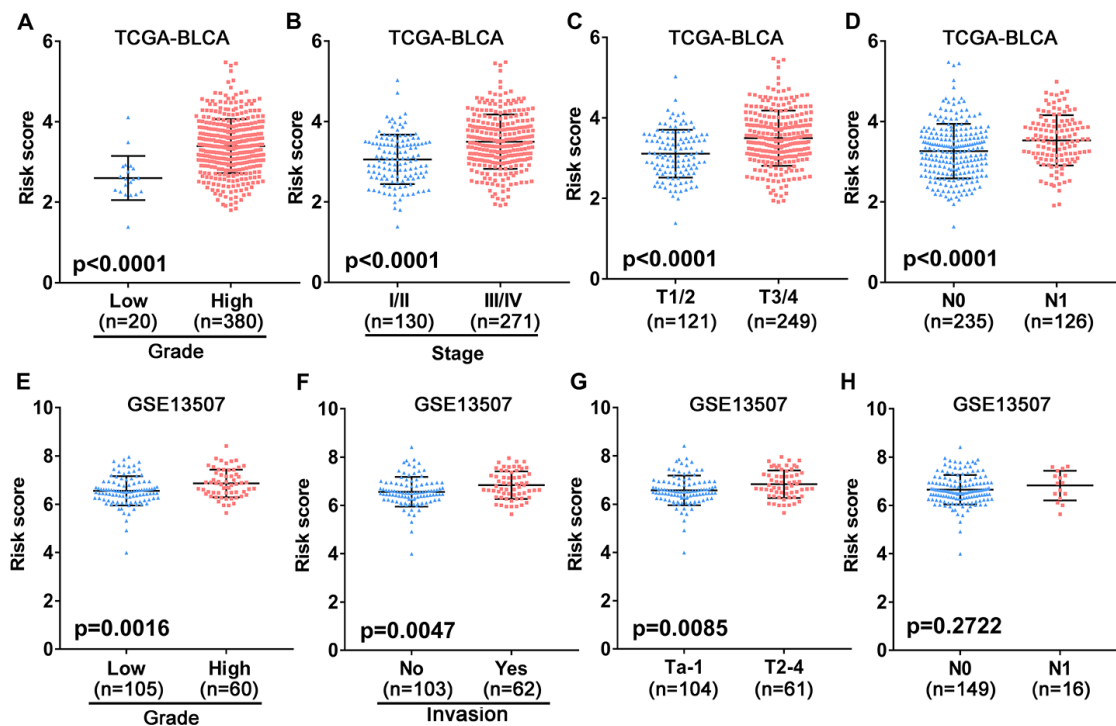 A
TCGA-BLCA
Risk score
6
4
2
0
p<0.0001
Low
High
(n=20)
(n=380)
Grade
B
TCGA-BLCA
Risk score
6
4
2
0
p<0.0001
I/II
III/IV
(n=130)
(n=271)
Stage
C
TCGA-BLCA
Risk score
6
4
2
0
p<0.0001
T1/2
T3/4
(n=121)
(n=249)
D
TCGA-BLCA
Risk score
6
4
2
0
p<0.0001
N0
N1
(n=235)
(n=126)
E
GSE13507
Risk score
10
8
6
4
2
0
p=0.0016
Low
High
(n=105)
(n=60)
Grade
F
GSE13507
Risk score
10
8
6
4
2
0
p=0.0047
No
Yes
(n=103)
(n=62)
Invasion
G
GSE13507
Risk score
10
8
6
4
2
0
p=0.0085
Ta-1
T2-4
(n=104)
(n=61)
H
GSE13507
Risk score
10
8
6
4
2
0
p=0.2722
N0
N1
(n=149)
(n=16)